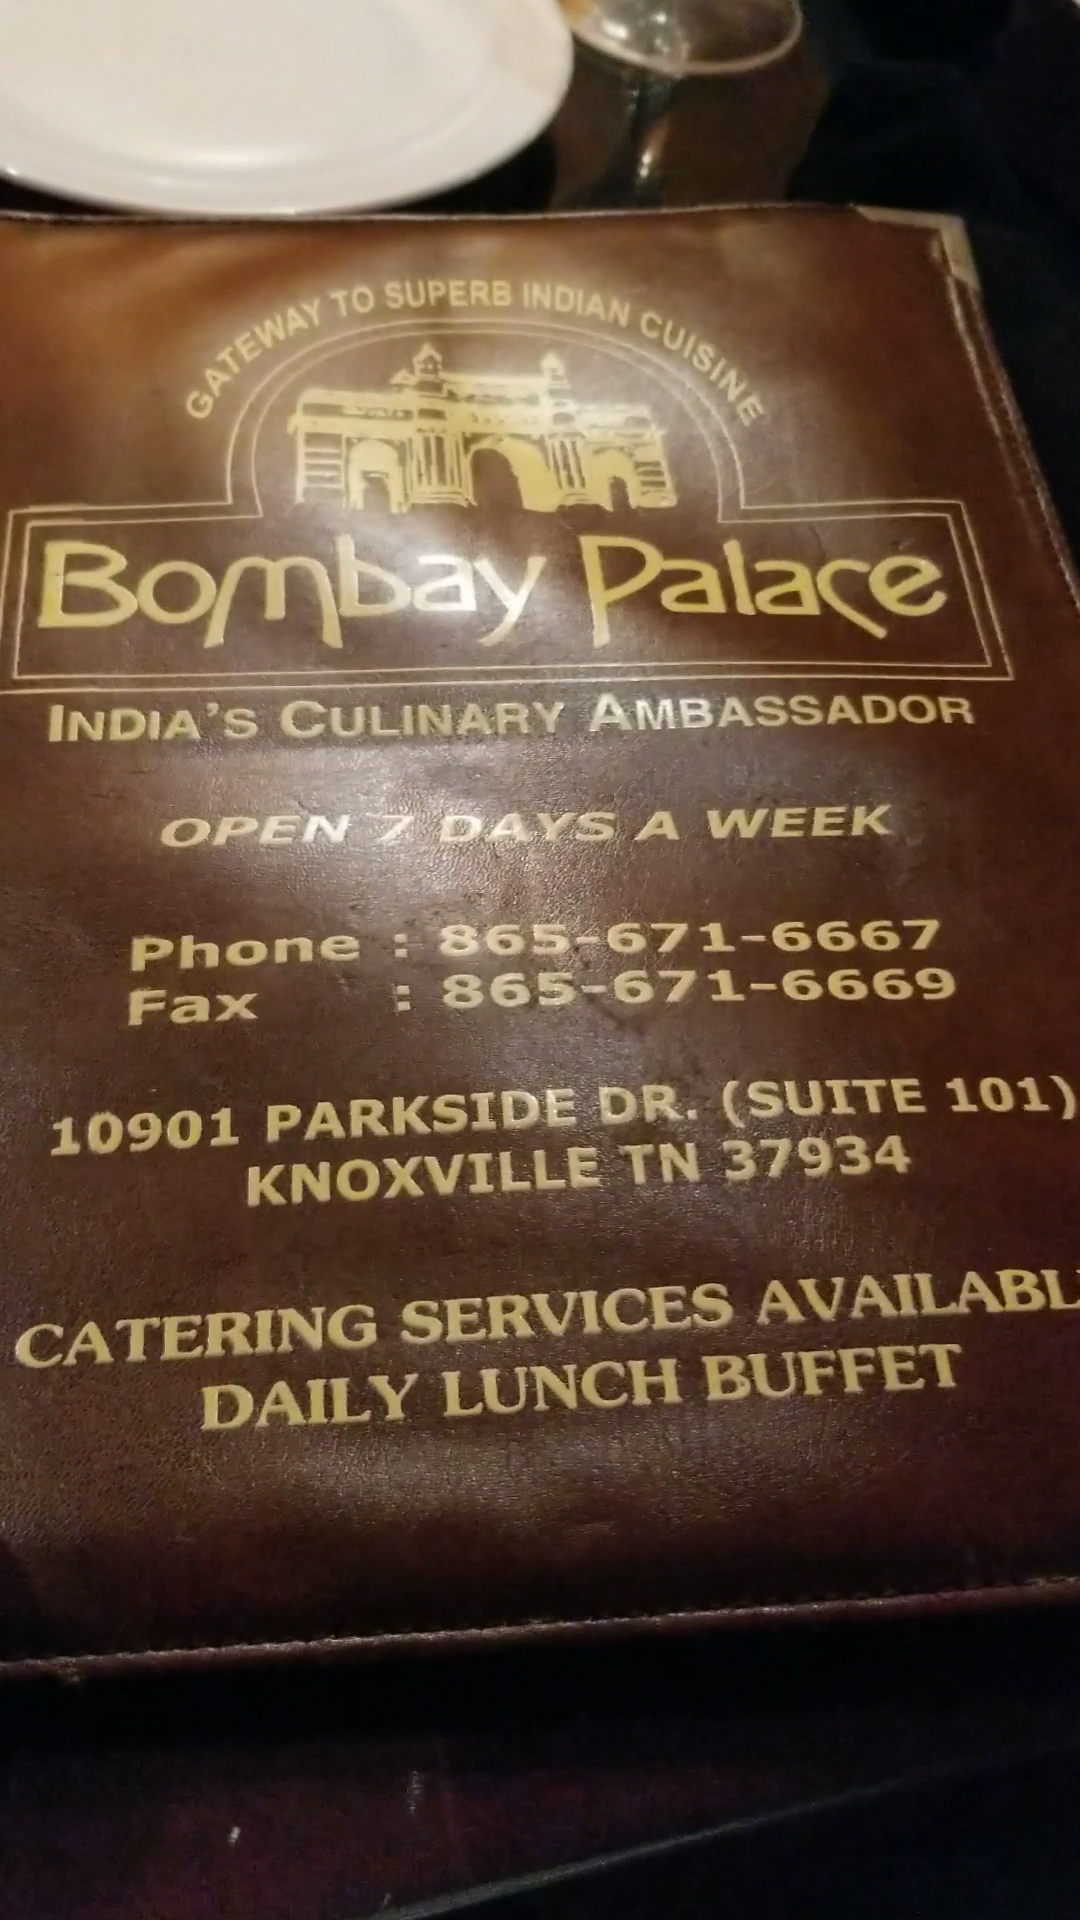 GATEWAY TO SUPERB INDIAN CUISINE
Bombay Palace
INDIA'S CULINARY AMBASSADOR
OPEN 7 DAYS A WEEK
Phone : 865-671-6667
Fax : 865-671-6669
10901 PARKSIDE DR. (SUITE 101)
KNOXVILLE TN 37934
CATERING SERVICES AVAILABL
DAILY LUNCH BUFFET